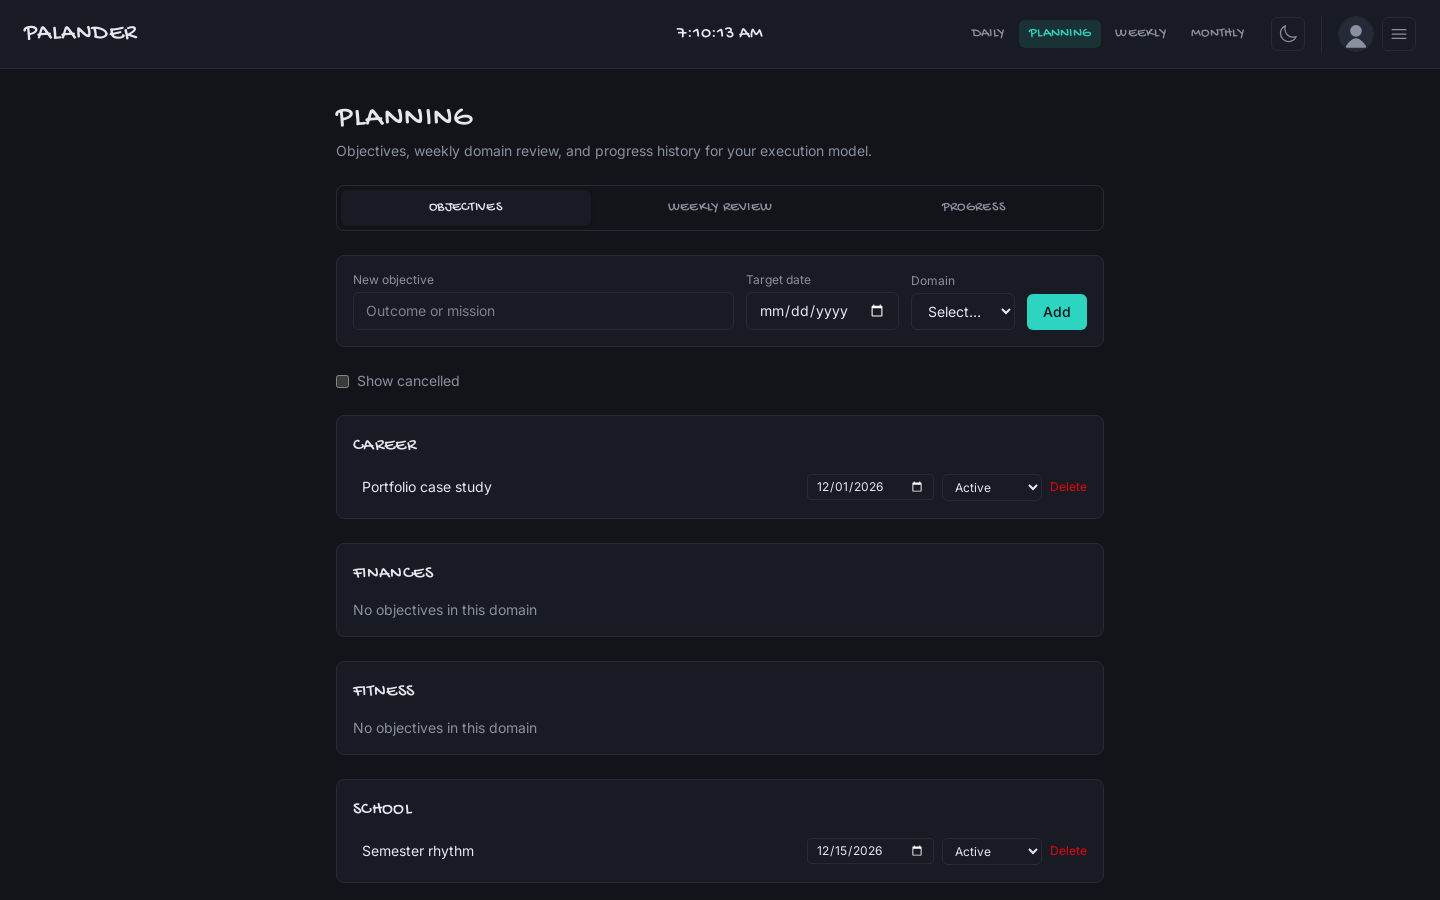 PALANDER
7:10:13 AM
DAILY PLANNING WEEKLY MONTHLY
PLANNING
Objectives, weekly domain review, and progress history for your execution model.
OBJECTIVES WEEKLY REVIEW PROGRESS
New objective Target date Domain
Outcome or mission mm/dd/yyyy Select... Add
Show cancelled
CAREER
Portfolio case study 12/01/2026 Active Delete
FINANCES
No objectives in this domain
FITNESS
No objectives in this domain
SCHOOL
Semester rhythm 12/15/2026 Active Delete